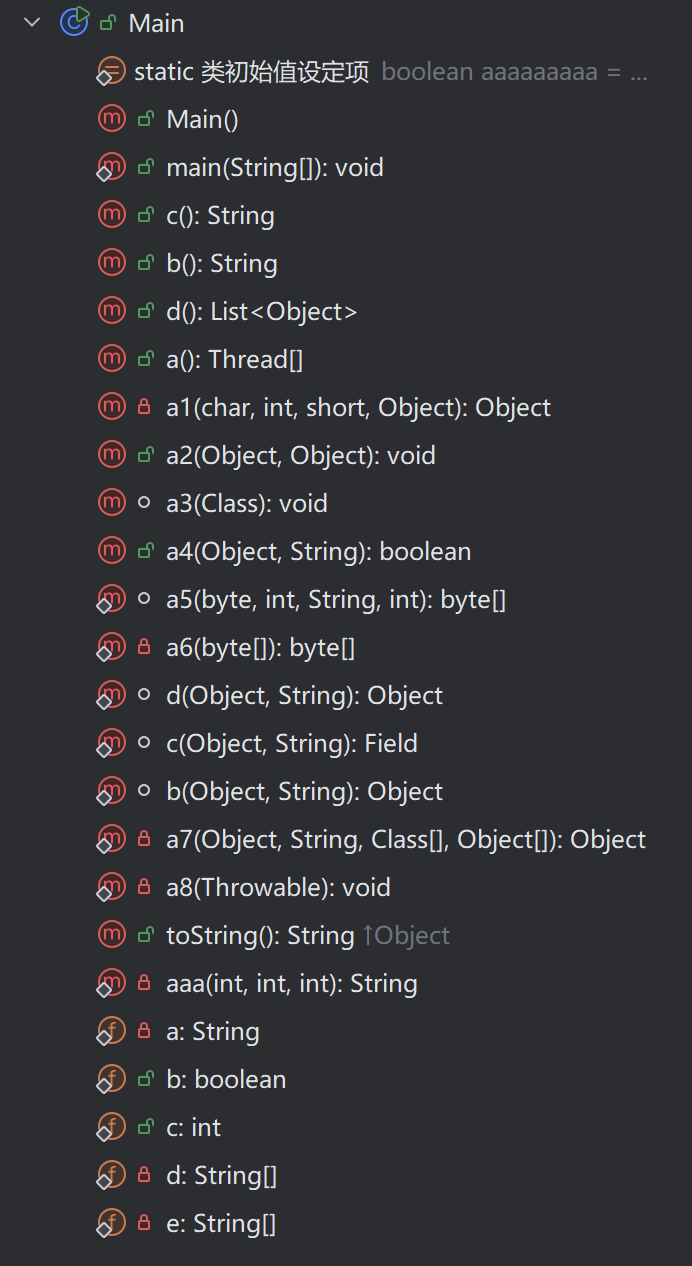 Main
static 类初始值设定项 boolean aaaaaaaaa = ...
Main()
main(String[]): void
c(): String
b(): String
d(): List<Object>
a(): Thread[]
a1(char, int, short, Object): Object
a2(Object, Object): void
a3(Class): void
a4(Object, String): boolean
a5(byte, int, String, int): byte[]
a6(byte[]): byte[]
d(Object, String): Object
c(Object, String): Field
b(Object, String): Object
a7(Object, String, Class[], Object[]): Object
a8(Throwable): void
toString(): String ↑Object
aaa(int, int, int): String
a: String
b: boolean
c: int
d: String[]
e: String[]